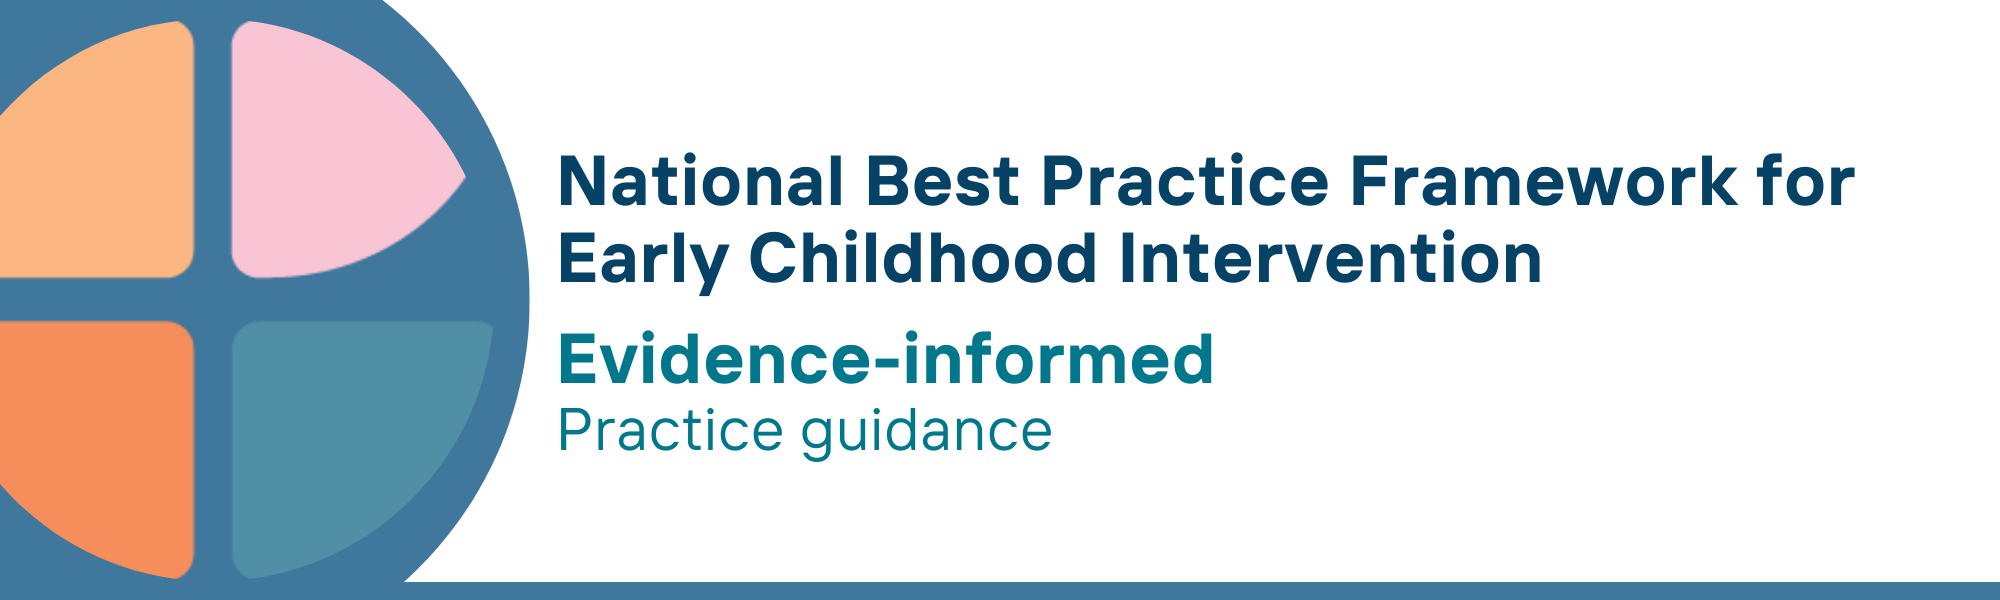 National Best Practice Framework for
Early Childhood Intervention
Evidence-informed
Practice guidance